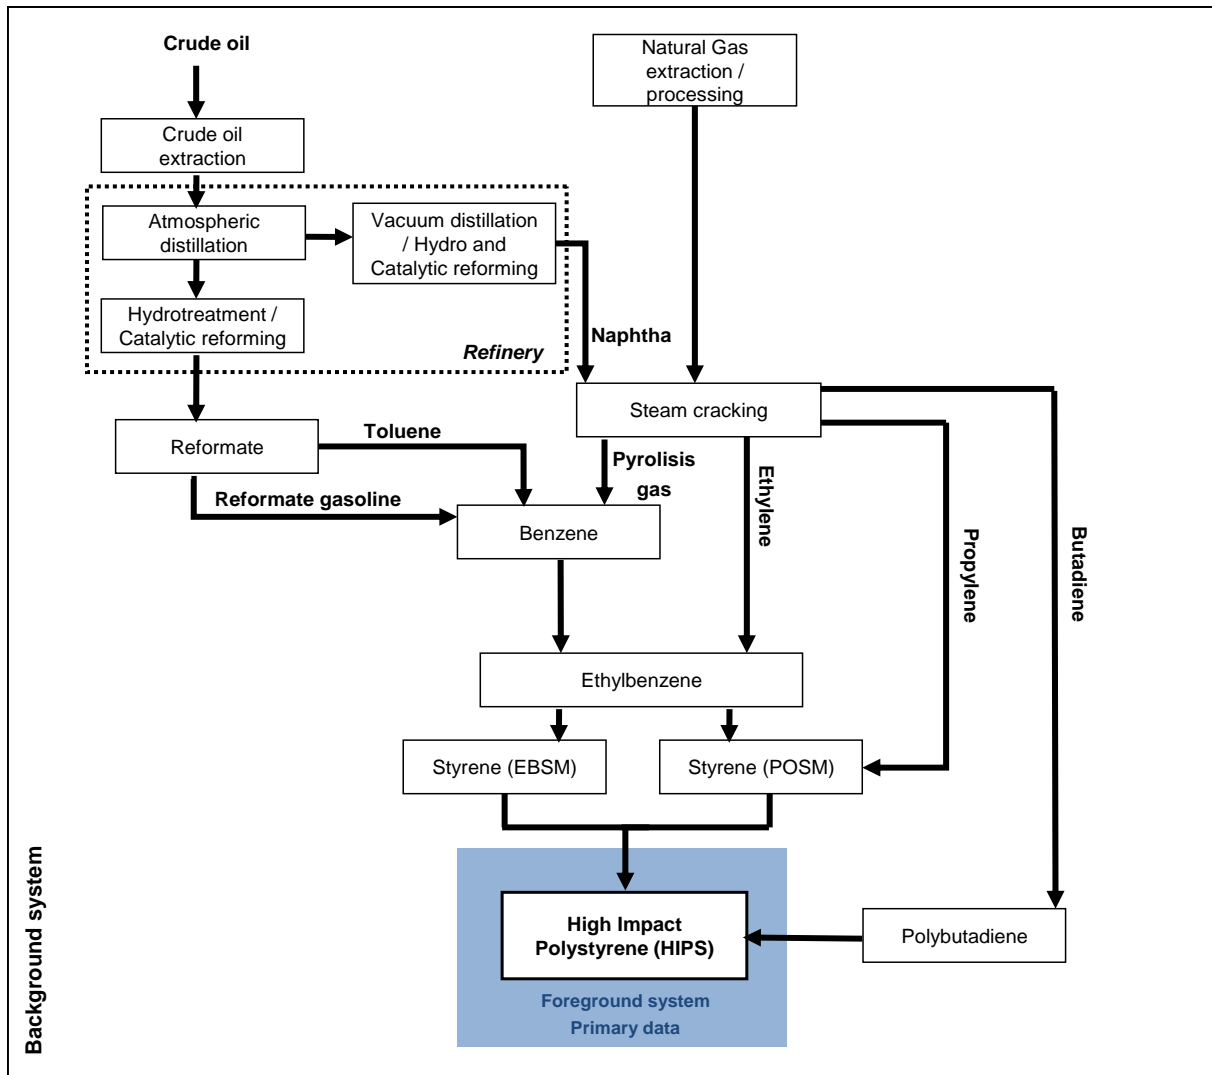 Crude oil
Natural Gas
extraction /
processing
Crude oil
extraction
Atmospheric
distillation
Vacuum distillation
/ Hydro and
Catalytic reforming
Hydrotreatment /
Catalytic reforming
Refinery
Naphtha
Steam cracking
Reformate
Toluene
Pyrolisis
gas
Ethylene
Reformate gasoline
Benzene
Propylene
Butadiene
Ethylbenzene
Styrene (EBSM)
Styrene (POSM)
High Impact
Polystyrene (HIPS)
Polybutadiene
Foreground system
Primary data
Background system